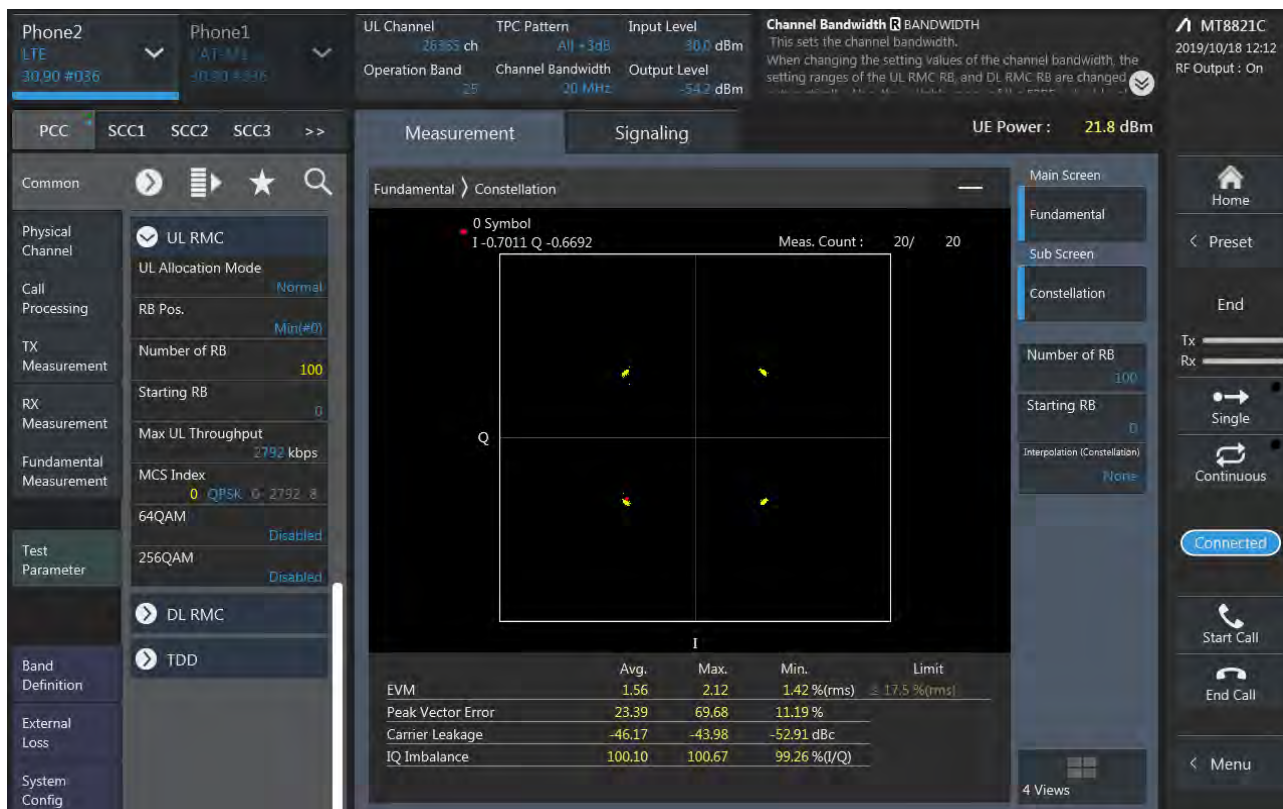 Phone2
LTE
30.90 #036
Phone1
CAT-M1
30.90 #036
UL Channel
26365 ch
Operation Band
25
TPC Pattern
All +3dB
Channel Bandwidth
20 MHz
Input Level
30.0 dBm
Output Level
-54.2 dBm
Channel Bandwidth R BANDWIDTH
This sets the channel bandwidth.
When changing the setting values of the channel bandwidth, the
setting ranges of the UL RMC RB, and DL RMC RB are changed
MT8821C
2019/10/18 12:12
RF Output : On
PCC SCC1 SCC2 SCC3 >>
Measurement Signaling
UE Power : 21.8 dBm
Common
Physical
Channel
Call
Processing
TX
Measurement
RX
Measurement
Fundamental
Measurement
Test
Parameter
Band
Definition
External
Loss
System
Config
UL RMC
UL Allocation Mode
Normal
RB Pos.
Min(#0)
Number of RB
100
Starting RB
0
Max UL Throughput
2792 kbps
MCS Index
0 QPSK 0 2792 8
64QAM
Disabled
256QAM
Disabled
DL RMC
TDD
Fundamental 〉 Constellation
0 Symbol
I -0.7011 Q -0.6692
Meas. Count : 20/ 20
Q
I
Avg. Max. Min. Limit
EVM 1.56 2.12 1.42 %(rms) ≤ 17.5 %(rms)
Peak Vector Error 23.39 69.68 11.19 %
Carrier Leakage -46.17 -43.98 -52.91 dBc
IQ Imbalance 100.10 100.67 99.26 %(I/Q)
Main Screen
Fundamental
Sub Screen
Constellation
Number of RB
100
Starting RB
0
Interpolation (Constellation)
None
4 Views
Home
< Preset
End
Tx
Rx
Single
Continuous
Connected
Start Call
End Call
< Menu